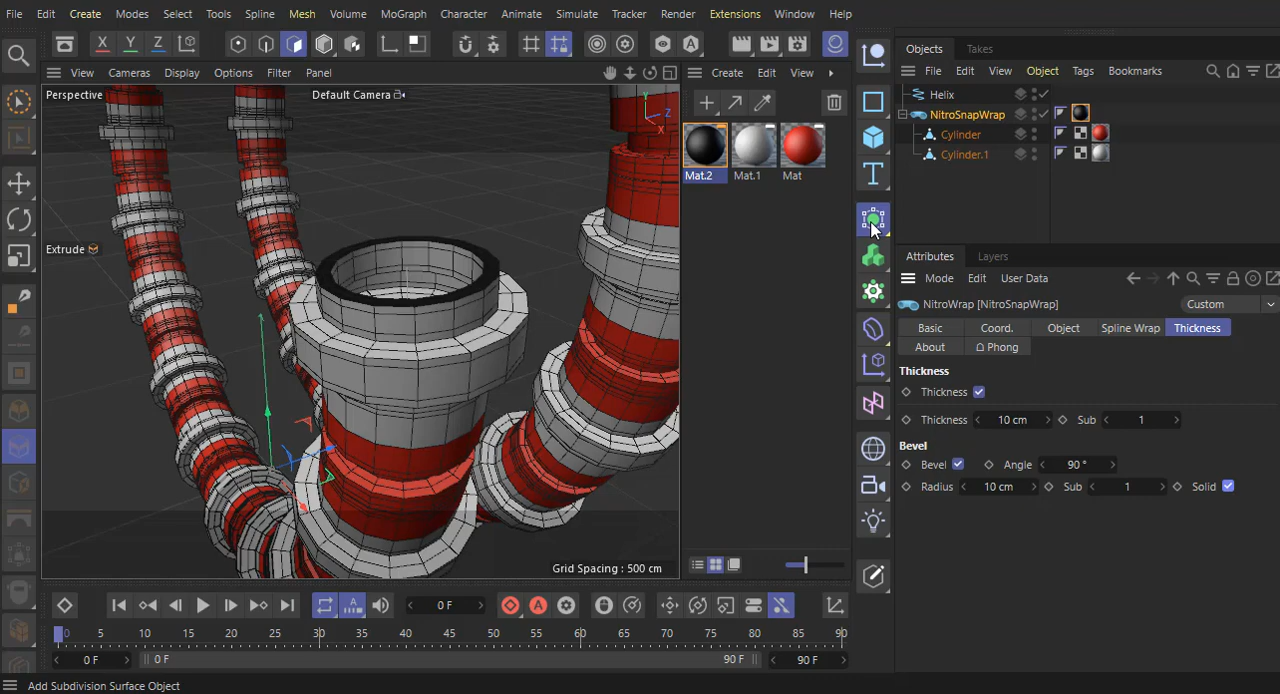 File Edit Create Modes Select Tools Spline Mesh Volume MoGraph Character Animate Simulate Tracker Render Extensions Window Help
X Y Z
View Cameras Display Options Filter Panel
Create Edit View
Perspective
Default Camera
Y Z X
Extrude
Grid Spacing : 500 cm
Mat.2 Mat.1 Mat
Objects Takes
File Edit View Object Tags Bookmarks
Helix
NitroSnapWrap
Cylinder
Cylinder.1
Attributes Layers
Mode Edit User Data
NitroWrap [NitroSnapWrap]
Custom
Basic Coord. Object Spline Wrap Thickness
About Phong
Thickness
Thickness
Thickness 10 cm Sub 1
Bevel
Bevel Angle 90 °
Radius 10 cm Sub 1 Solid
0 F
0 5 10 15 20 25 30 35 40 45 50 55 60 65 70 75 80 85 90
0 F 0 F 90 F 90 F
Add Subdivision Surface Object